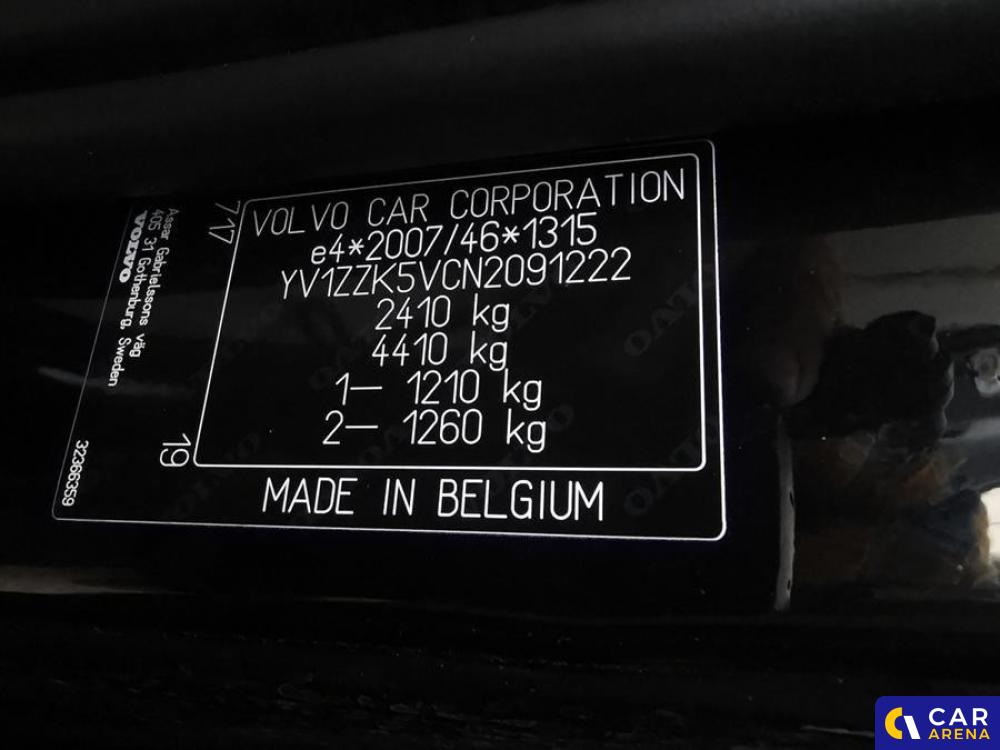 VOLVO CAR CORPORATION
e4*2007/46*1315
YV1ZZK5VCN2091222
2410 kg
4410 kg
1— 1210 kg
2— 1260 kg
MADE IN BELGIUM
717
19
VOLVO
Assar Gabrielssons väg
405 31 Gothenburg, Sweden
32366359
CAR
ARENA